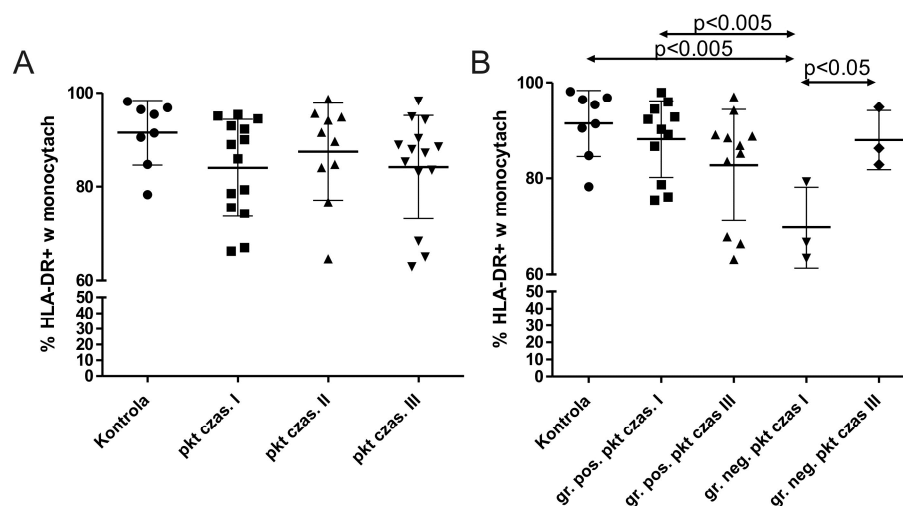 p<0.005
p<0.005
p<0.05
A
B
% HLA-DR+ w monocytach
100
80
60
50
40
30
20
10
0
Kontrola
pkt czas. I
pkt czas. II
pkt czas. III
% HLA-DR+ w monocytach
100
80
60
50
40
30
20
10
0
Kontrola
gr. pos. pkt czas. I
gr. pos. pkt czas III
gr. neg. pkt czas I
gr. neg. pkt czas III